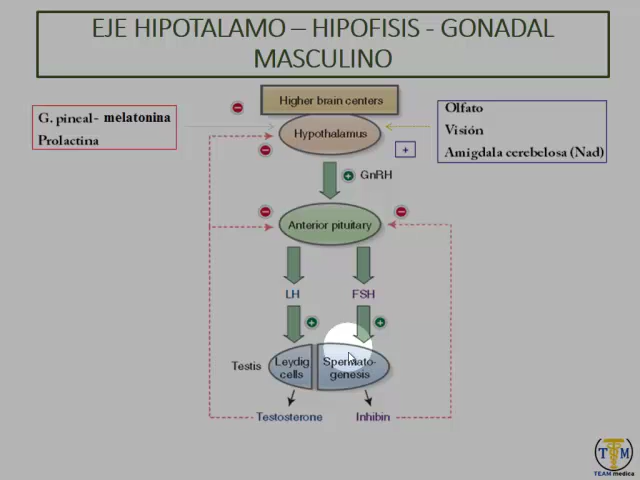 EJE HIPOTALAMO – HIPOFISIS - GONADAL
MASCULINO
Higher brain centers
G. pineal- melatonina
Prolactina
Hypothalamus
Olfato
Visión
Amigdala cerebelosa (Nad)
+
GnRH
Anterior pituitary
LH
FSH
Testis
Leydig
cells
Spermato-
genesis
Testosterone
Inhibin
TM
TEAM medica